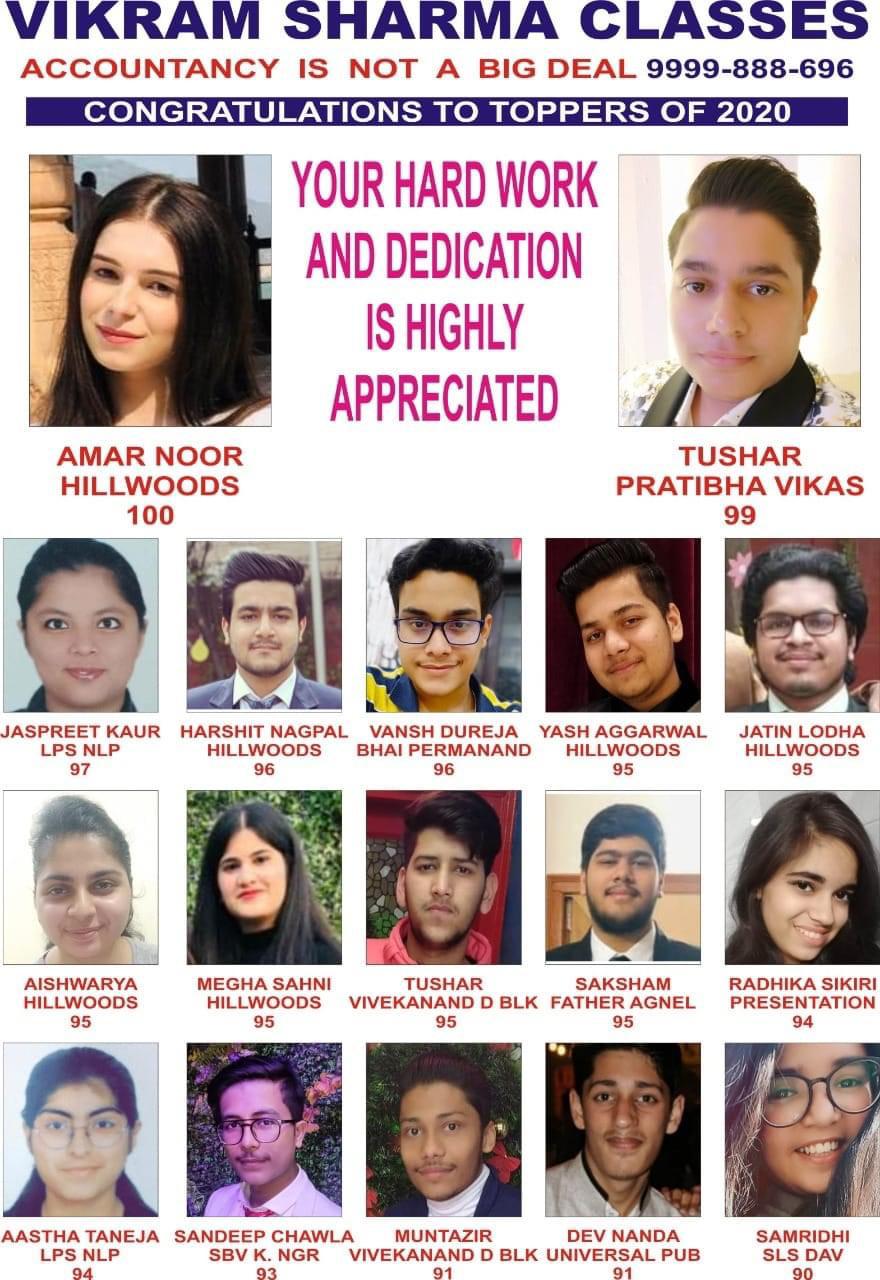 VIKRAM SHARMA CLASSES
ACCOUNTANCY IS NOT A BIG DEAL 9999-888-696
CONGRATULATIONS TO TOPPERS OF 2020
YOUR HARD WORK
AND DEDICATION
IS HIGHLY
APPRECIATED
AMAR NOOR
HILLWOODS
100
TUSHAR
PRATIBHA VIKAS
99
JASPREET KAUR
LPS NLP
97
HARSHIT NAGPAL
HILLWOODS
96
VANSH DUREJA
BHAI PERMANAND
96
YASH AGGARWAL
HILLWOODS
95
JATIN LODHA
HILLWOODS
95
AISHWARYA
HILLWOODS
95
MEGHA SAHNI
HILLWOODS
95
TUSHAR
VIVEKANAND D BLK
95
SAKSHAM
FATHER AGNEL
95
RADHIKA SIKIRI
PRESENTATION
94
AASTHA TANEJA
LPS NLP
94
SANDEEP CHAWLA
SBV K. NGR
93
MUNTAZIR
VIVEKANAND D BLK
91
DEV NANDA
UNIVERSAL PUB
91
SAMRIDHI
SLS DAV
90